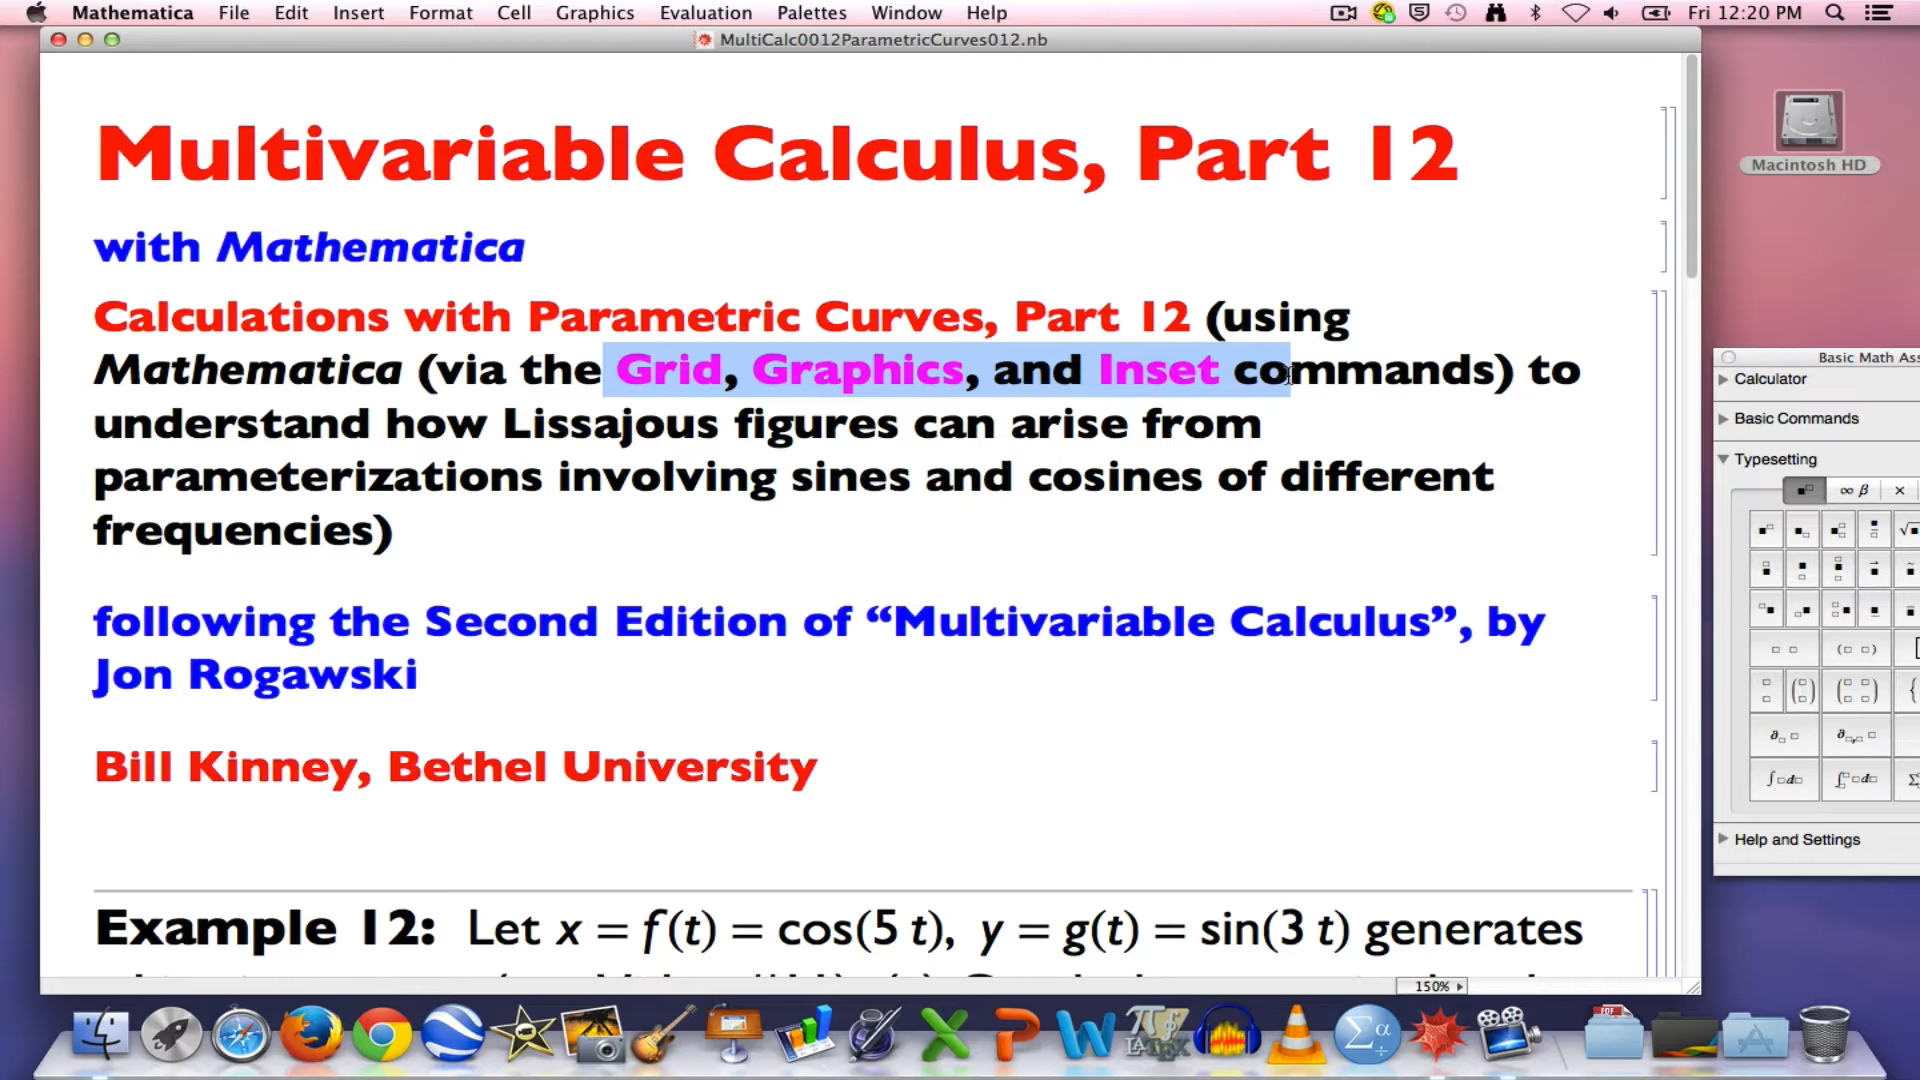 Mathematica File Edit Insert Format Cell Graphics Evaluation Palettes Window Help Fri 12:20 PM
MultiCalc0012ParametricCurves012.nb
Multivariable Calculus, Part 12
with Mathematica
Calculations with Parametric Curves, Part 12 (using
Mathematica (via the Grid, Graphics, and Inset commands) to
understand how Lissajous figures can arise from
parameterizations involving sines and cosines of different
frequencies)
following the Second Edition of “Multivariable Calculus”, by
Jon Rogawski
Bill Kinney, Bethel University
Example 12: Let x = f(t) = cos(5 t), y = g(t) = sin(3 t) generates
150%
Macintosh HD
Basic Math Ass
Calculator
Basic Commands
Typesetting
∞ β
Help and Settings